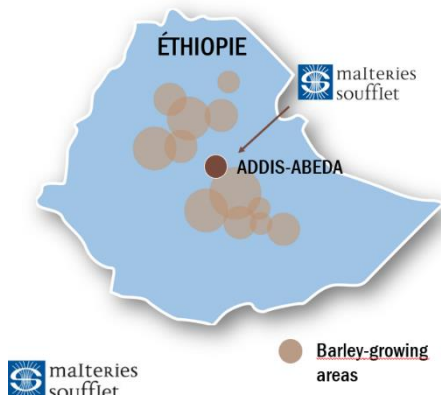 ÉTHIOPIE
malteries
soufflet
ADDIS-ABEDA
Barley-growing
areas
malteries
soufflet